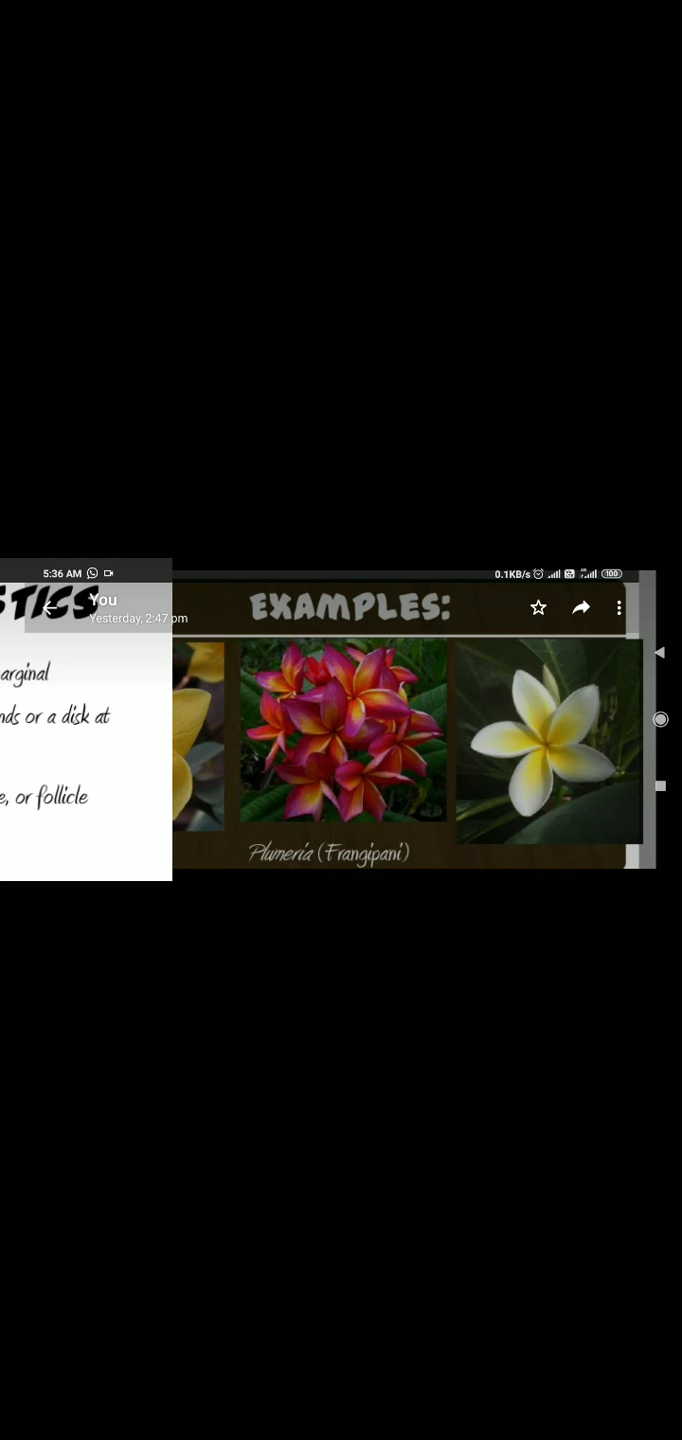 5:36 AM
0.1KB/s
100
STICS
You
Yesterday, 2:47 pm
EXAMPLES:
arginal
nds or a disk at
e, or follicle
Plumeria (Frangipani)